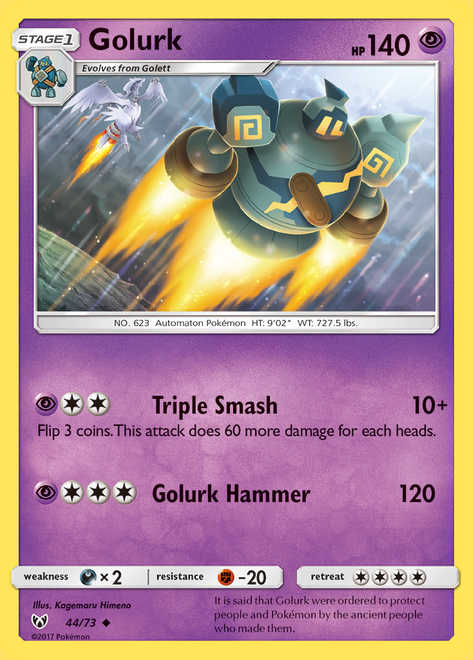 STAGE 1
Golurk
HP 140
Evolves from Golett
NO. 623 Automaton Pokémon HT: 9'02" WT: 727.5 lbs.
Triple Smash 10+
Flip 3 coins. This attack does 60 more damage for each heads.
Golurk Hammer 120
weakness ×2 resistance -20 retreat
Illus. Kagemaru Himeno
44/73
©2017 Pokémon
It is said that Golurk were ordered to protect
people and Pokémon by the ancient people
who made them.